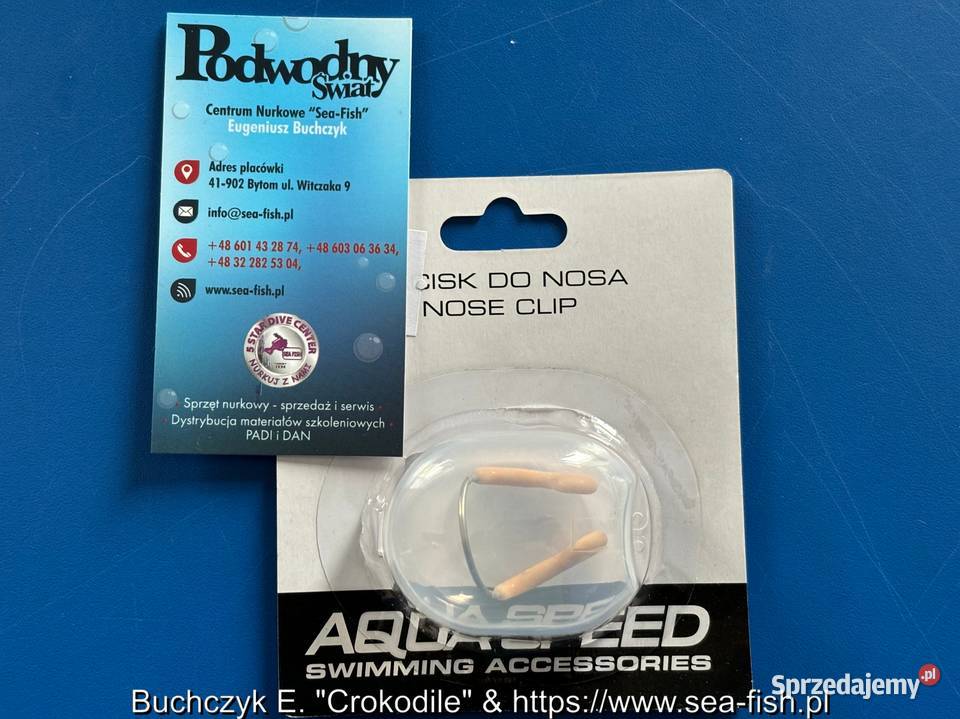 Podwodny
Świat
Centrum Nurkowe "Sea-Fish"
Eugeniusz Buchczyk
Adres placówki
41-902 Bytom ul. Witczaka 9
info@sea-fish.pl
+48 601 43 28 74, +48 603 06 36 34,
+48 32 282 53 04,
www.sea-fish.pl
5 STAR DIVE CENTER
SEA FISH
NURKUJ Z NAMI
Sprzęt nurkowy - sprzedaż i serwis
Dystrybucja materiałów szkoleniowych
PADI i DAN
CISK DO NOSA
NOSE CLIP
AQUA SPEED
SWIMMING ACCESSORIES
Sprzedajemy.pl
Buchczyk E. "Crokodile" & https://www.sea-fish.pl